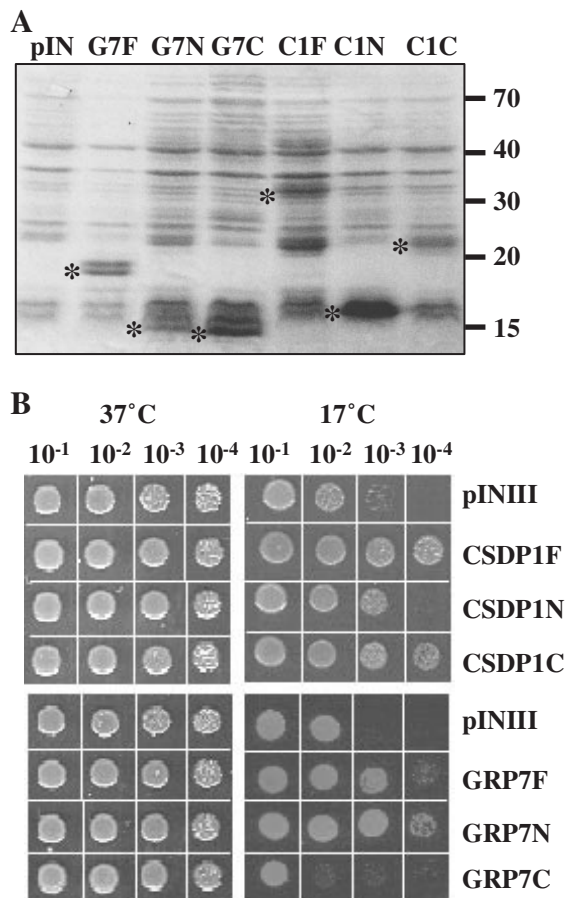 A
pIN G7F G7N G7C C1F C1N C1C
70
40
30
*
*
20
*
15
*
*
*
B
37˚C 17˚C
10-1 10-2 10-3 10-4 10-1 10-2 10-3 10-4
pINIII
CSDP1F
CSDP1N
CSDP1C
pINIII
GRP7F
GRP7N
GRP7C